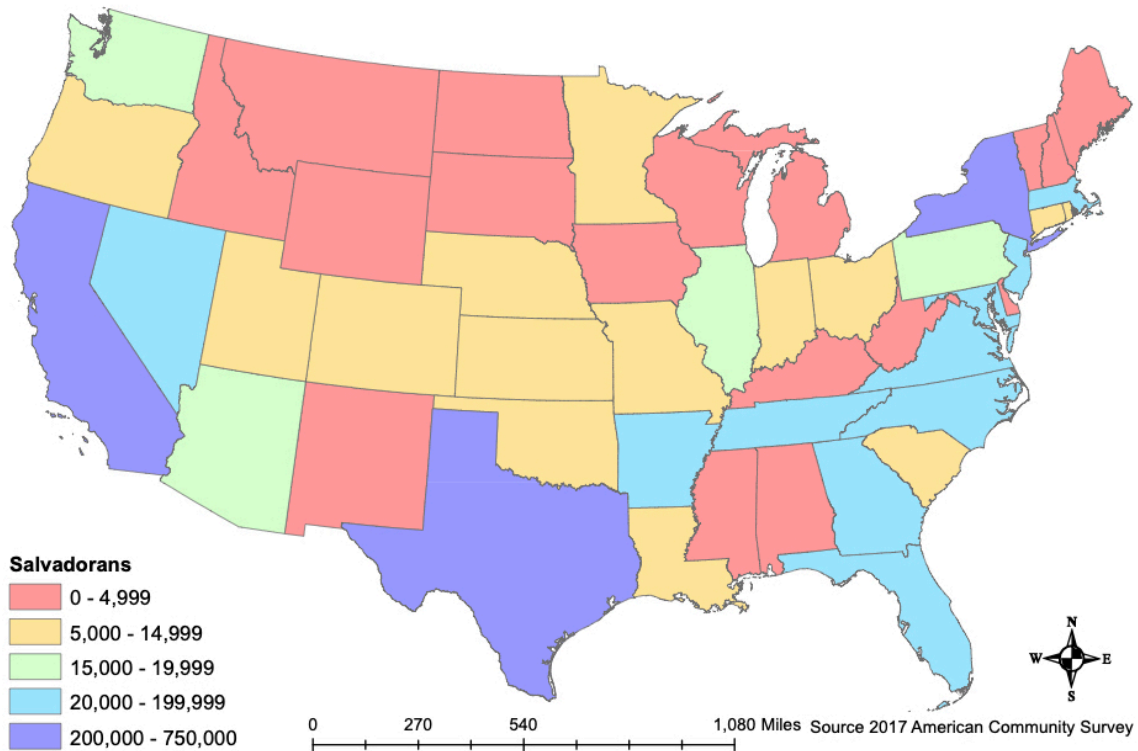 Salvadorans
0 - 4,999
5,000 - 14,999
15,000 - 19,999
20,000 - 199,999
200,000 - 750,000
N
W E
S
0 270 540 1,080 Miles
Source 2017 American Community Survey